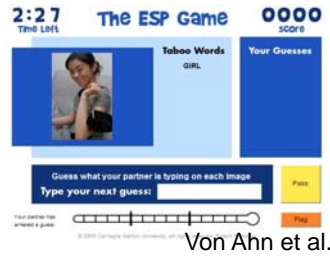 2:27
Time Left
The ESP Game
0000
score
Taboo Words
GIRL
Your Guesses
Guess what your partner is typing on each image
Type your next guess:
Pass
Your partner has
entered a guess
Flag
Von Ahn et al.